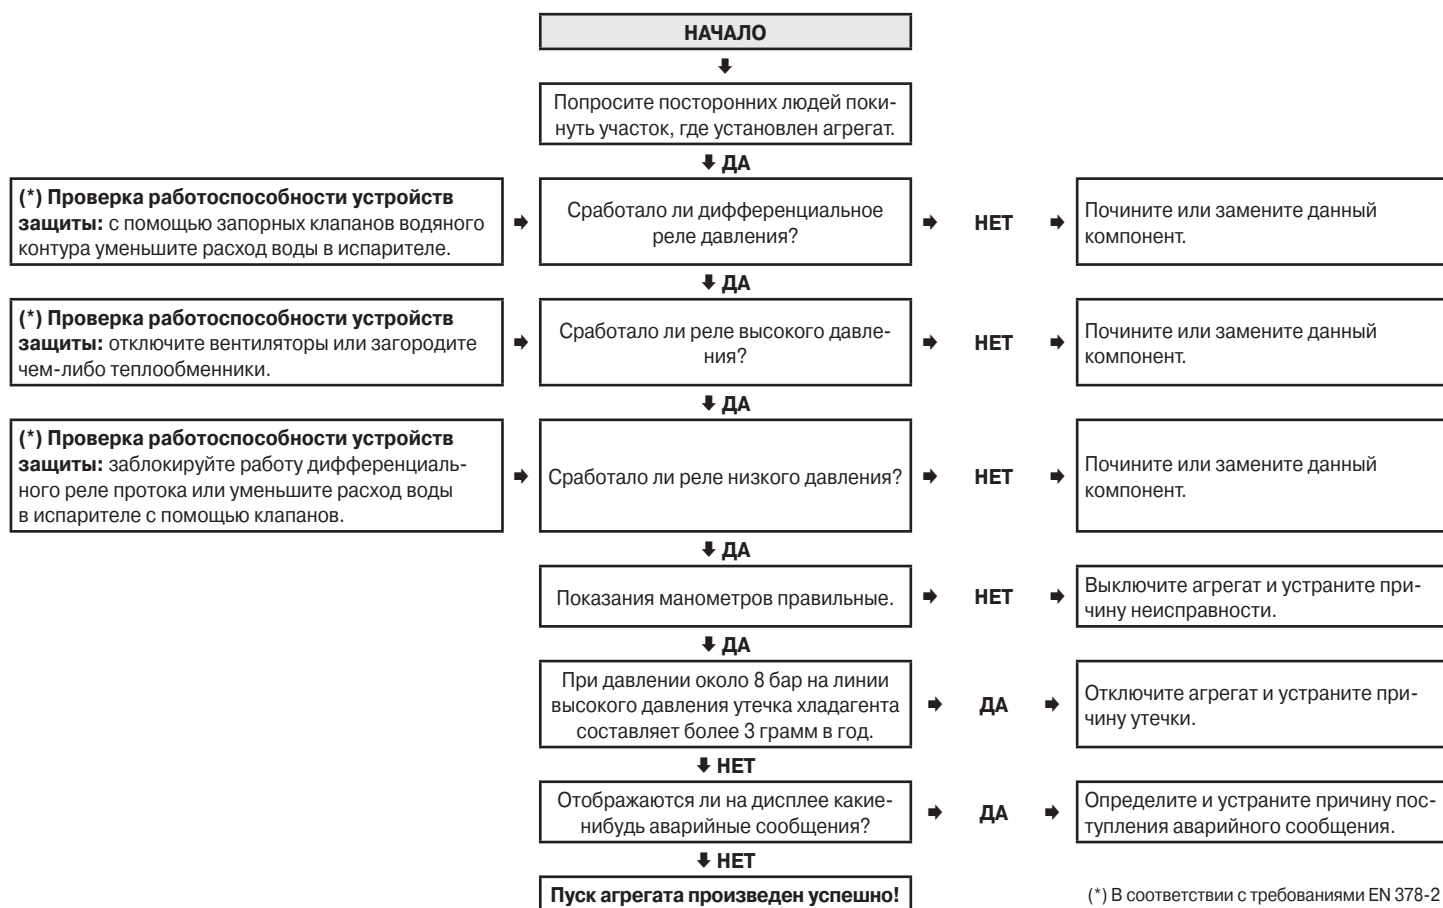 НАЧАЛО
Попросите посторонних людей поки-
нуть участок, где установлен агрегат.
ДА
(*) Проверка работоспособности устройств
защиты: с помощью запорных клапанов водяного
контура уменьшите расход воды в испарителе.
Сработало ли дифференциальное
реле давления?
НЕТ
Почините или замените данный
компонент.
ДА
(*) Проверка работоспособности устройств
защиты: отключите вентиляторы или загородите
чем-либо теплообменники.
Сработало ли реле высокого давле-
ния?
НЕТ
Почините или замените данный
компонент.
ДА
(*) Проверка работоспособности устройств
защиты: заблокируйте работу дифференциаль-
ного реле протока или уменьшите расход воды
в испарителе с помощью клапанов.
Сработало ли реле низкого давления?
НЕТ
Почините или замените данный
компонент.
ДА
Показания манометров правильные.
НЕТ
Выключите агрегат и устраните при-
чину неисправности.
ДА
При давлении около 8 бар на линии
высокого давления утечка хладагента
составляет более 3 грамм в год.
ДА
Отключите агрегат и устраните при-
чину утечки.
НЕТ
Отображаются ли на дисплее какие-
нибудь аварийные сообщения?
ДА
Определите и устраните причину пос-
тупления аварийного сообщения.
НЕТ
Пуск агрегата произведен успешно!
(*) В соответствии с требованиями EN 378-2